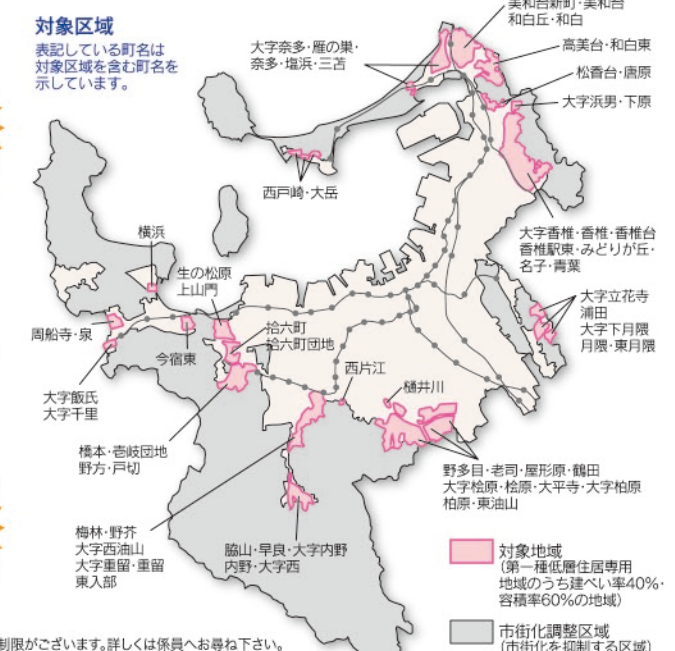 対象区域
表記している町名は
対象区域を含む町名を
示しています。
美和台新町・美和台
和白丘・和白
大字奈多・雁の巣・
奈多・塩浜・三苫
高美台・和白東
松香台・唐原
大字浜男・下原
西戸崎・大岳
大字香椎・香椎・香椎台
香椎駅東・みどりが丘・
名子・青葉
横浜
生の松原
上山門
大字立花寺
浦田
大字下月隈
月隈・東月隈
周船寺・泉
今宿東
拾六町
拾六町団地
西片江
樋井川
大字飯氏
大字千里
橋本・壱岐団地
野方・戸切
野多目・老司・屋形原・鶴田
大字桧原・桧原・大平寺・大字柏原
柏原・東油山
梅林・野芥
大字西油山
大字重留・重留
東入部
脇山・早良・大字内野
内野・大字西
対象地域
(第一種低層住居専用
地域のうち建ぺい率40%・
容積率60%の地域)
市街化調整区域
(市街化を抑制する区域)
制限がございます。詳しくは係員へお尋ね下さい。